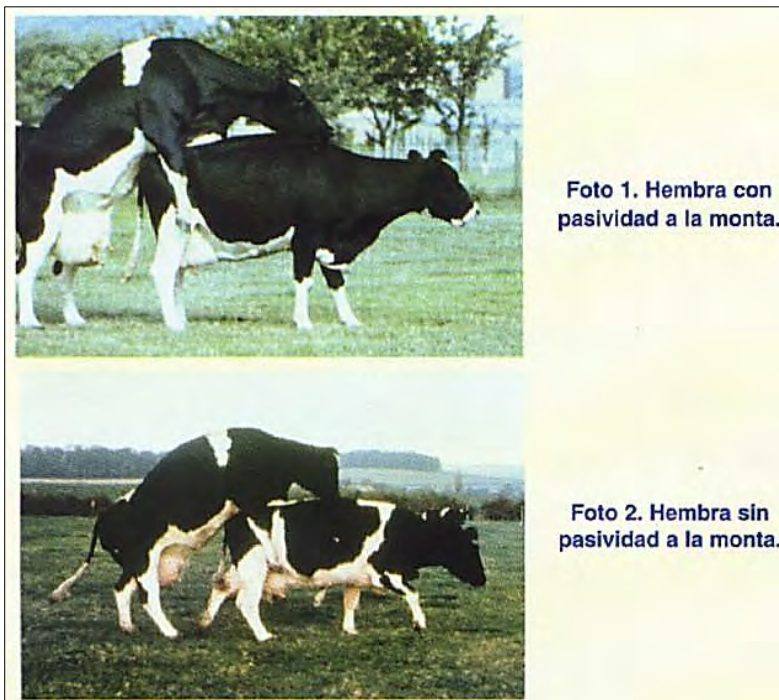 Foto 1. Hembra con
pasividad a la monta.
Foto 2. Hembra sin
pasividad a la monta.